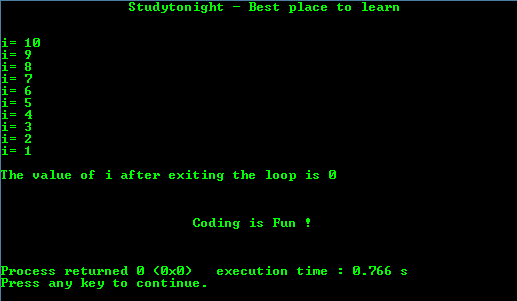 Studytonight - Best place to learn
i= 10
i= 9
i= 8
i= 7
i= 6
i= 5
i= 4
i= 3
i= 2
i= 1
The value of i after exiting the loop is 0
Coding is Fun !
Process returned 0 (0x0)   execution time : 0.766 s
Press any key to continue.